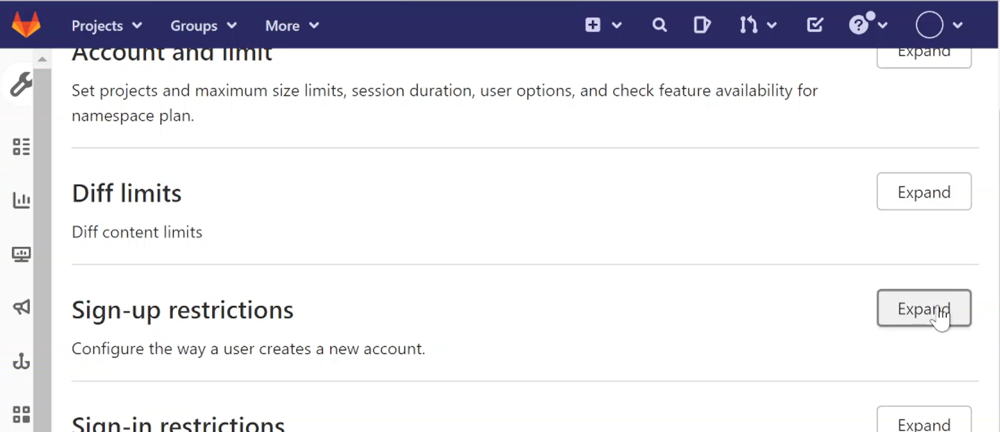 Projects Groups More
Account and limit Expand
Set projects and maximum size limits, session duration, user options, and check feature availability for
namespace plan.
Diff limits Expand
Diff content limits
Sign-up restrictions Expand
Configure the way a user creates a new account.
Sign-in restrictions Expand